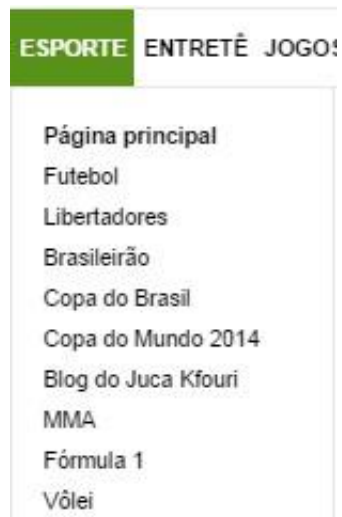 ESPORTE ENTRETÊ JOGOS
Página principal
Futebol
Libertadores
Brasileirão
Copa do Brasil
Copa do Mundo 2014
Blog do Juca Kfouri
MMA
Fórmula 1
Vôlei